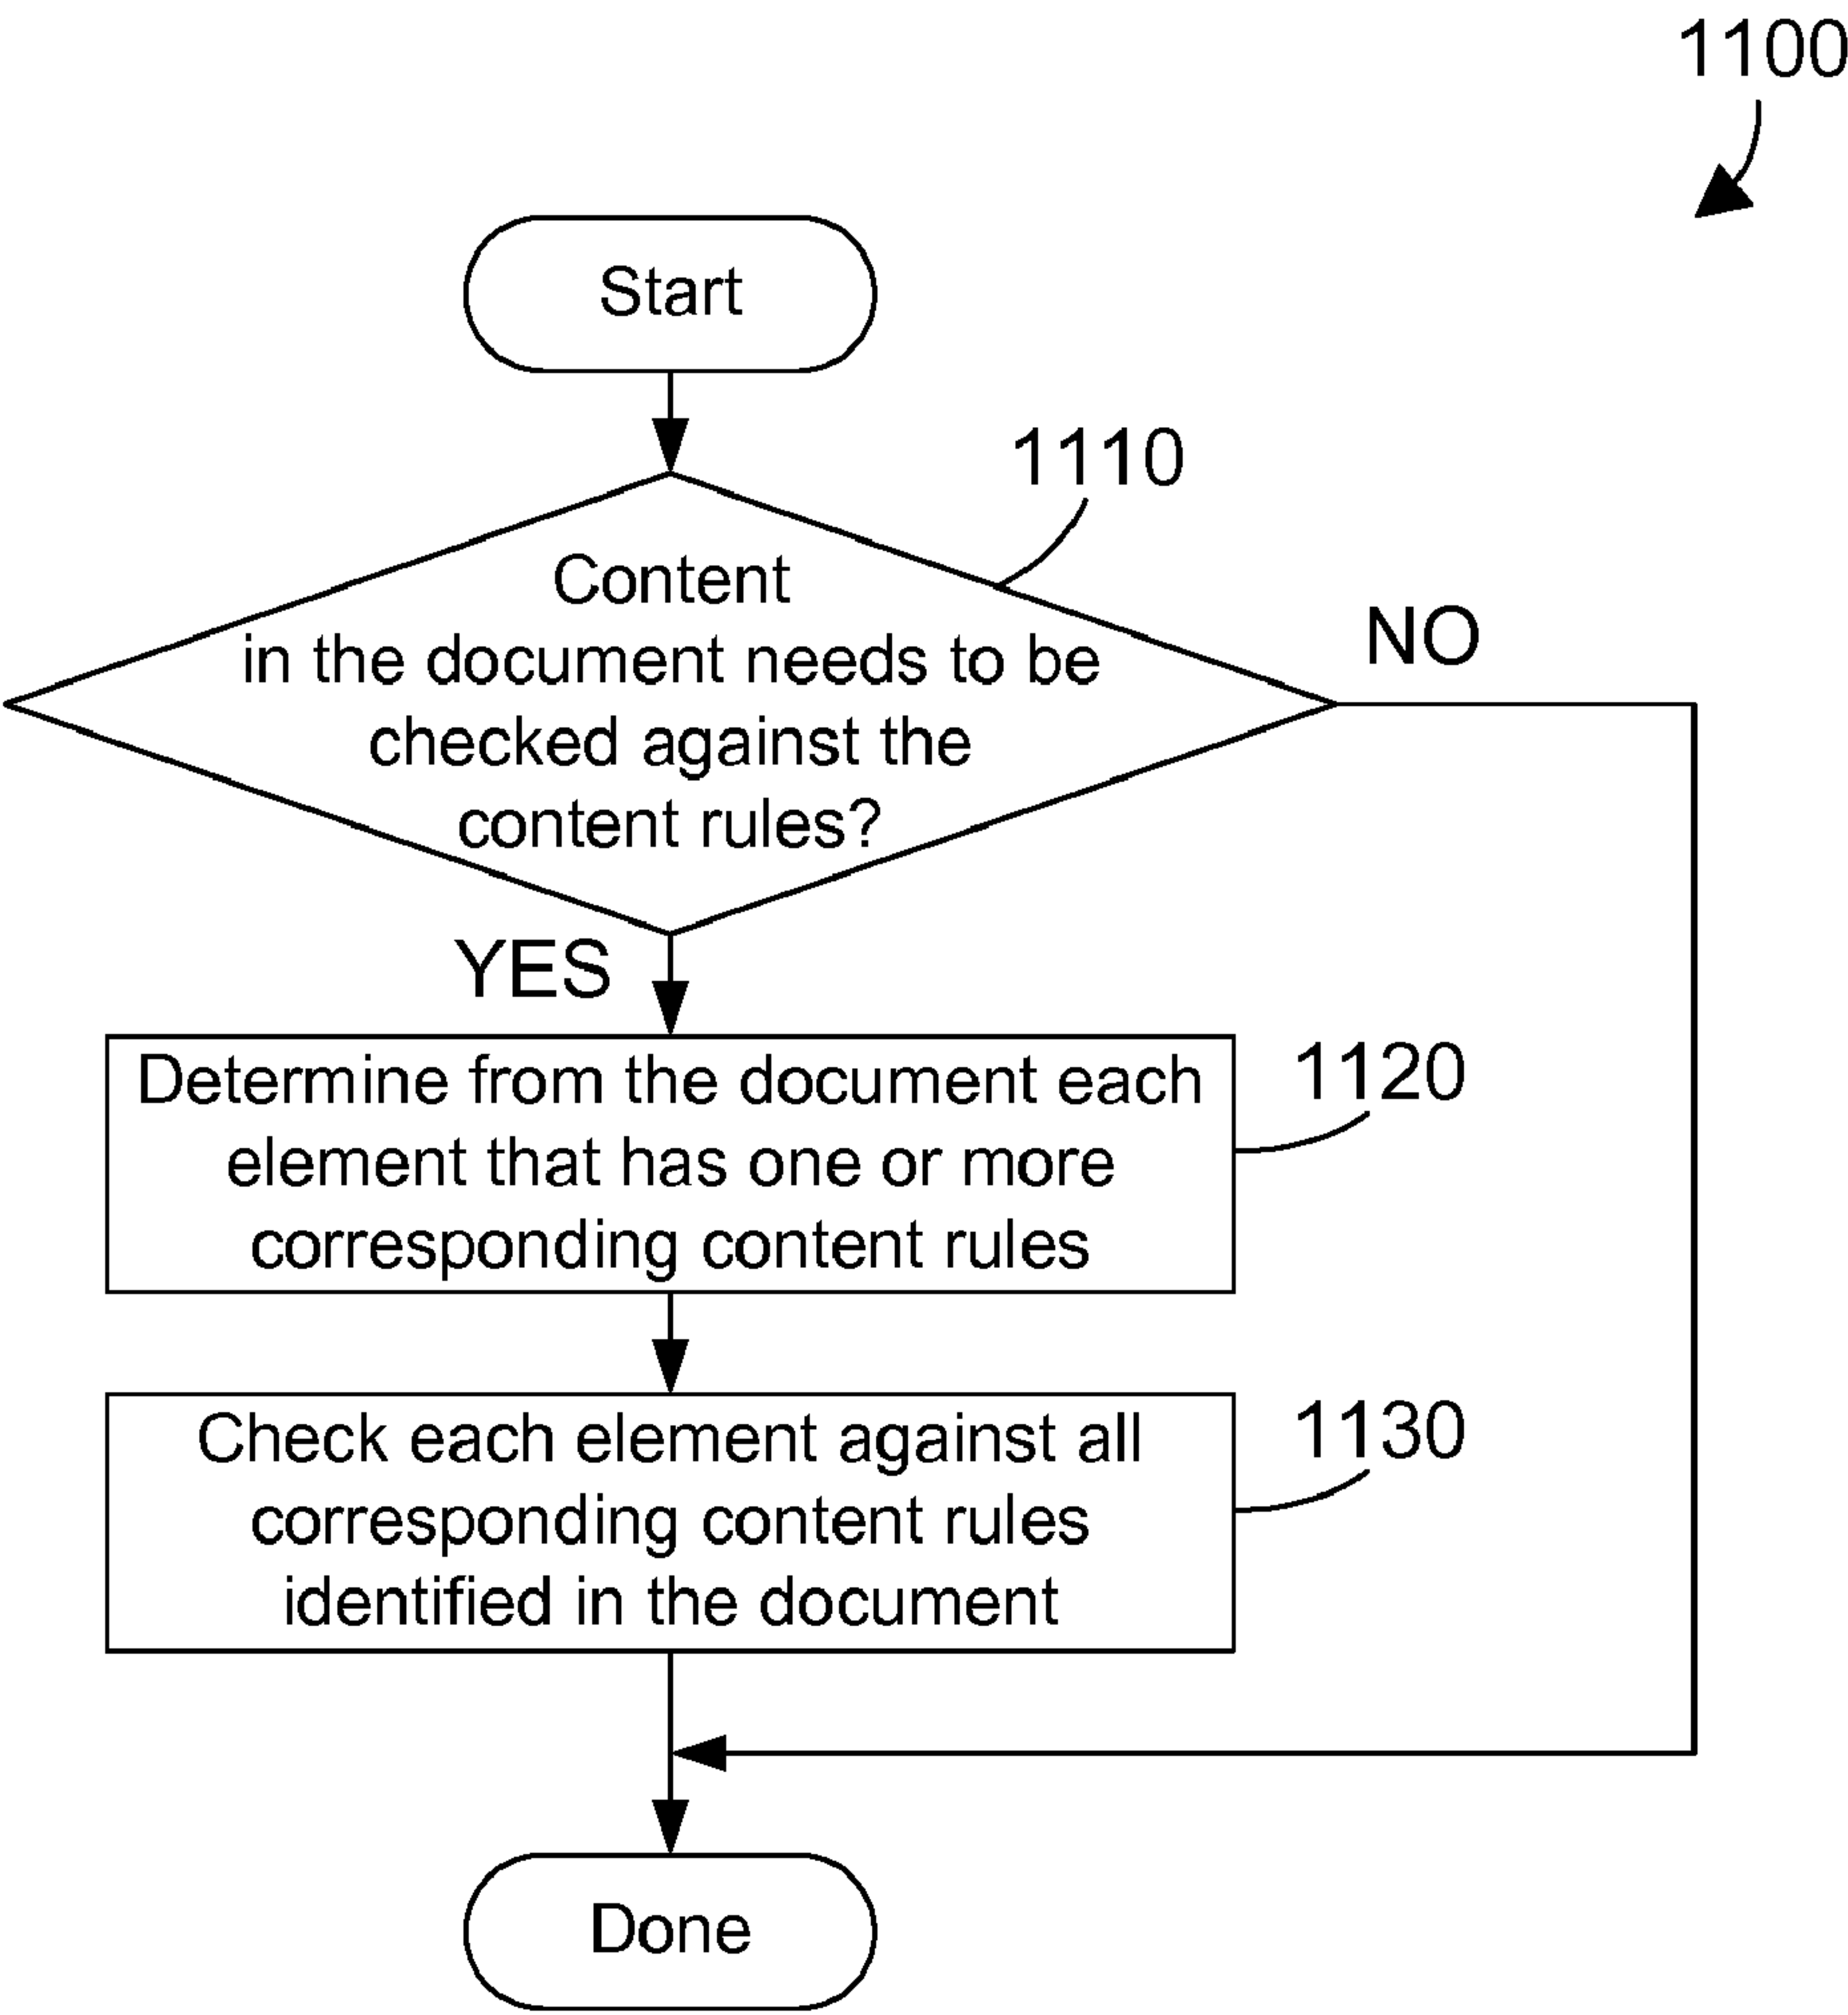 1100
Start
1110
Content
in the document needs to be
checked against the
content rules?
NO
YES
Determine from the document each
element that has one or more
corresponding content rules
1120
Check each element against all
corresponding content rules
identified in the document
1130
Done